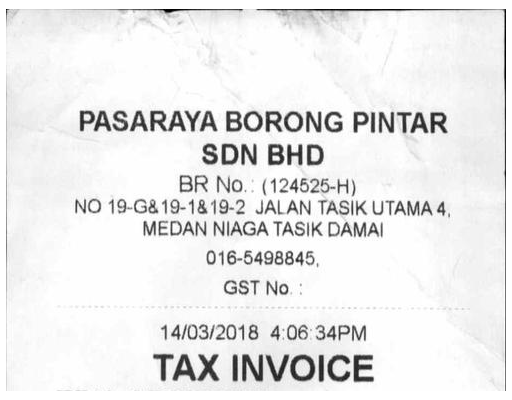 PASARAYA BORONG PINTAR
SDN BHD
BR No.: (124525-H)
NO 19-G&19-1&19-2 JALAN TASIK UTAMA 4,
MEDAN NIAGA TASIK DAMAI
016-5498845,
GST No. :
14/03/2018 4:06:34PM
TAX INVOICE